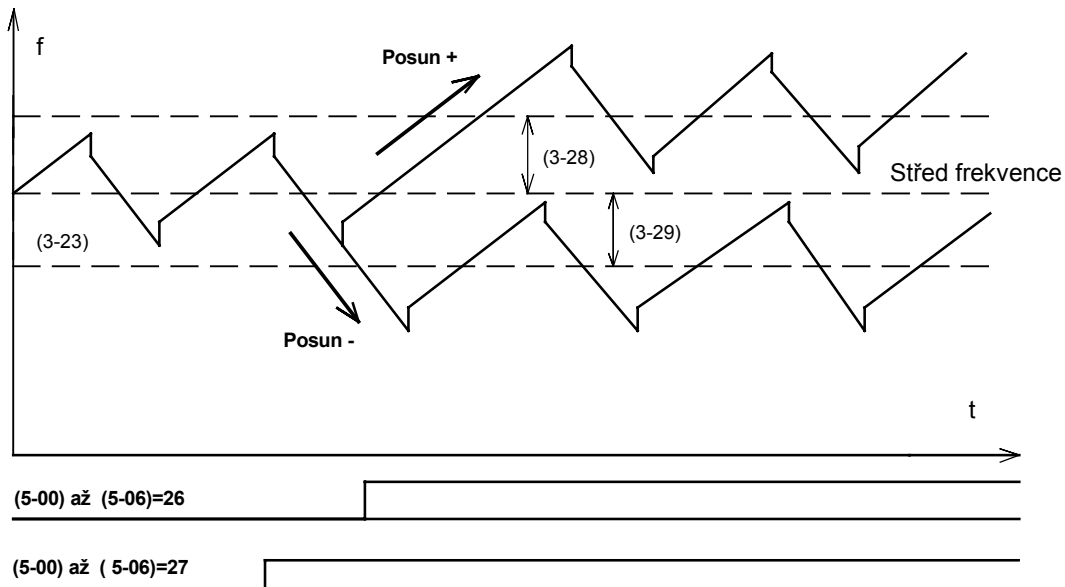 f
Posun +
(3-28)
Střed frekvence
(3-23)
(3-29)
Posun -
t
(5-00) až (5-06)=26
(5-00) až ( 5-06)=27